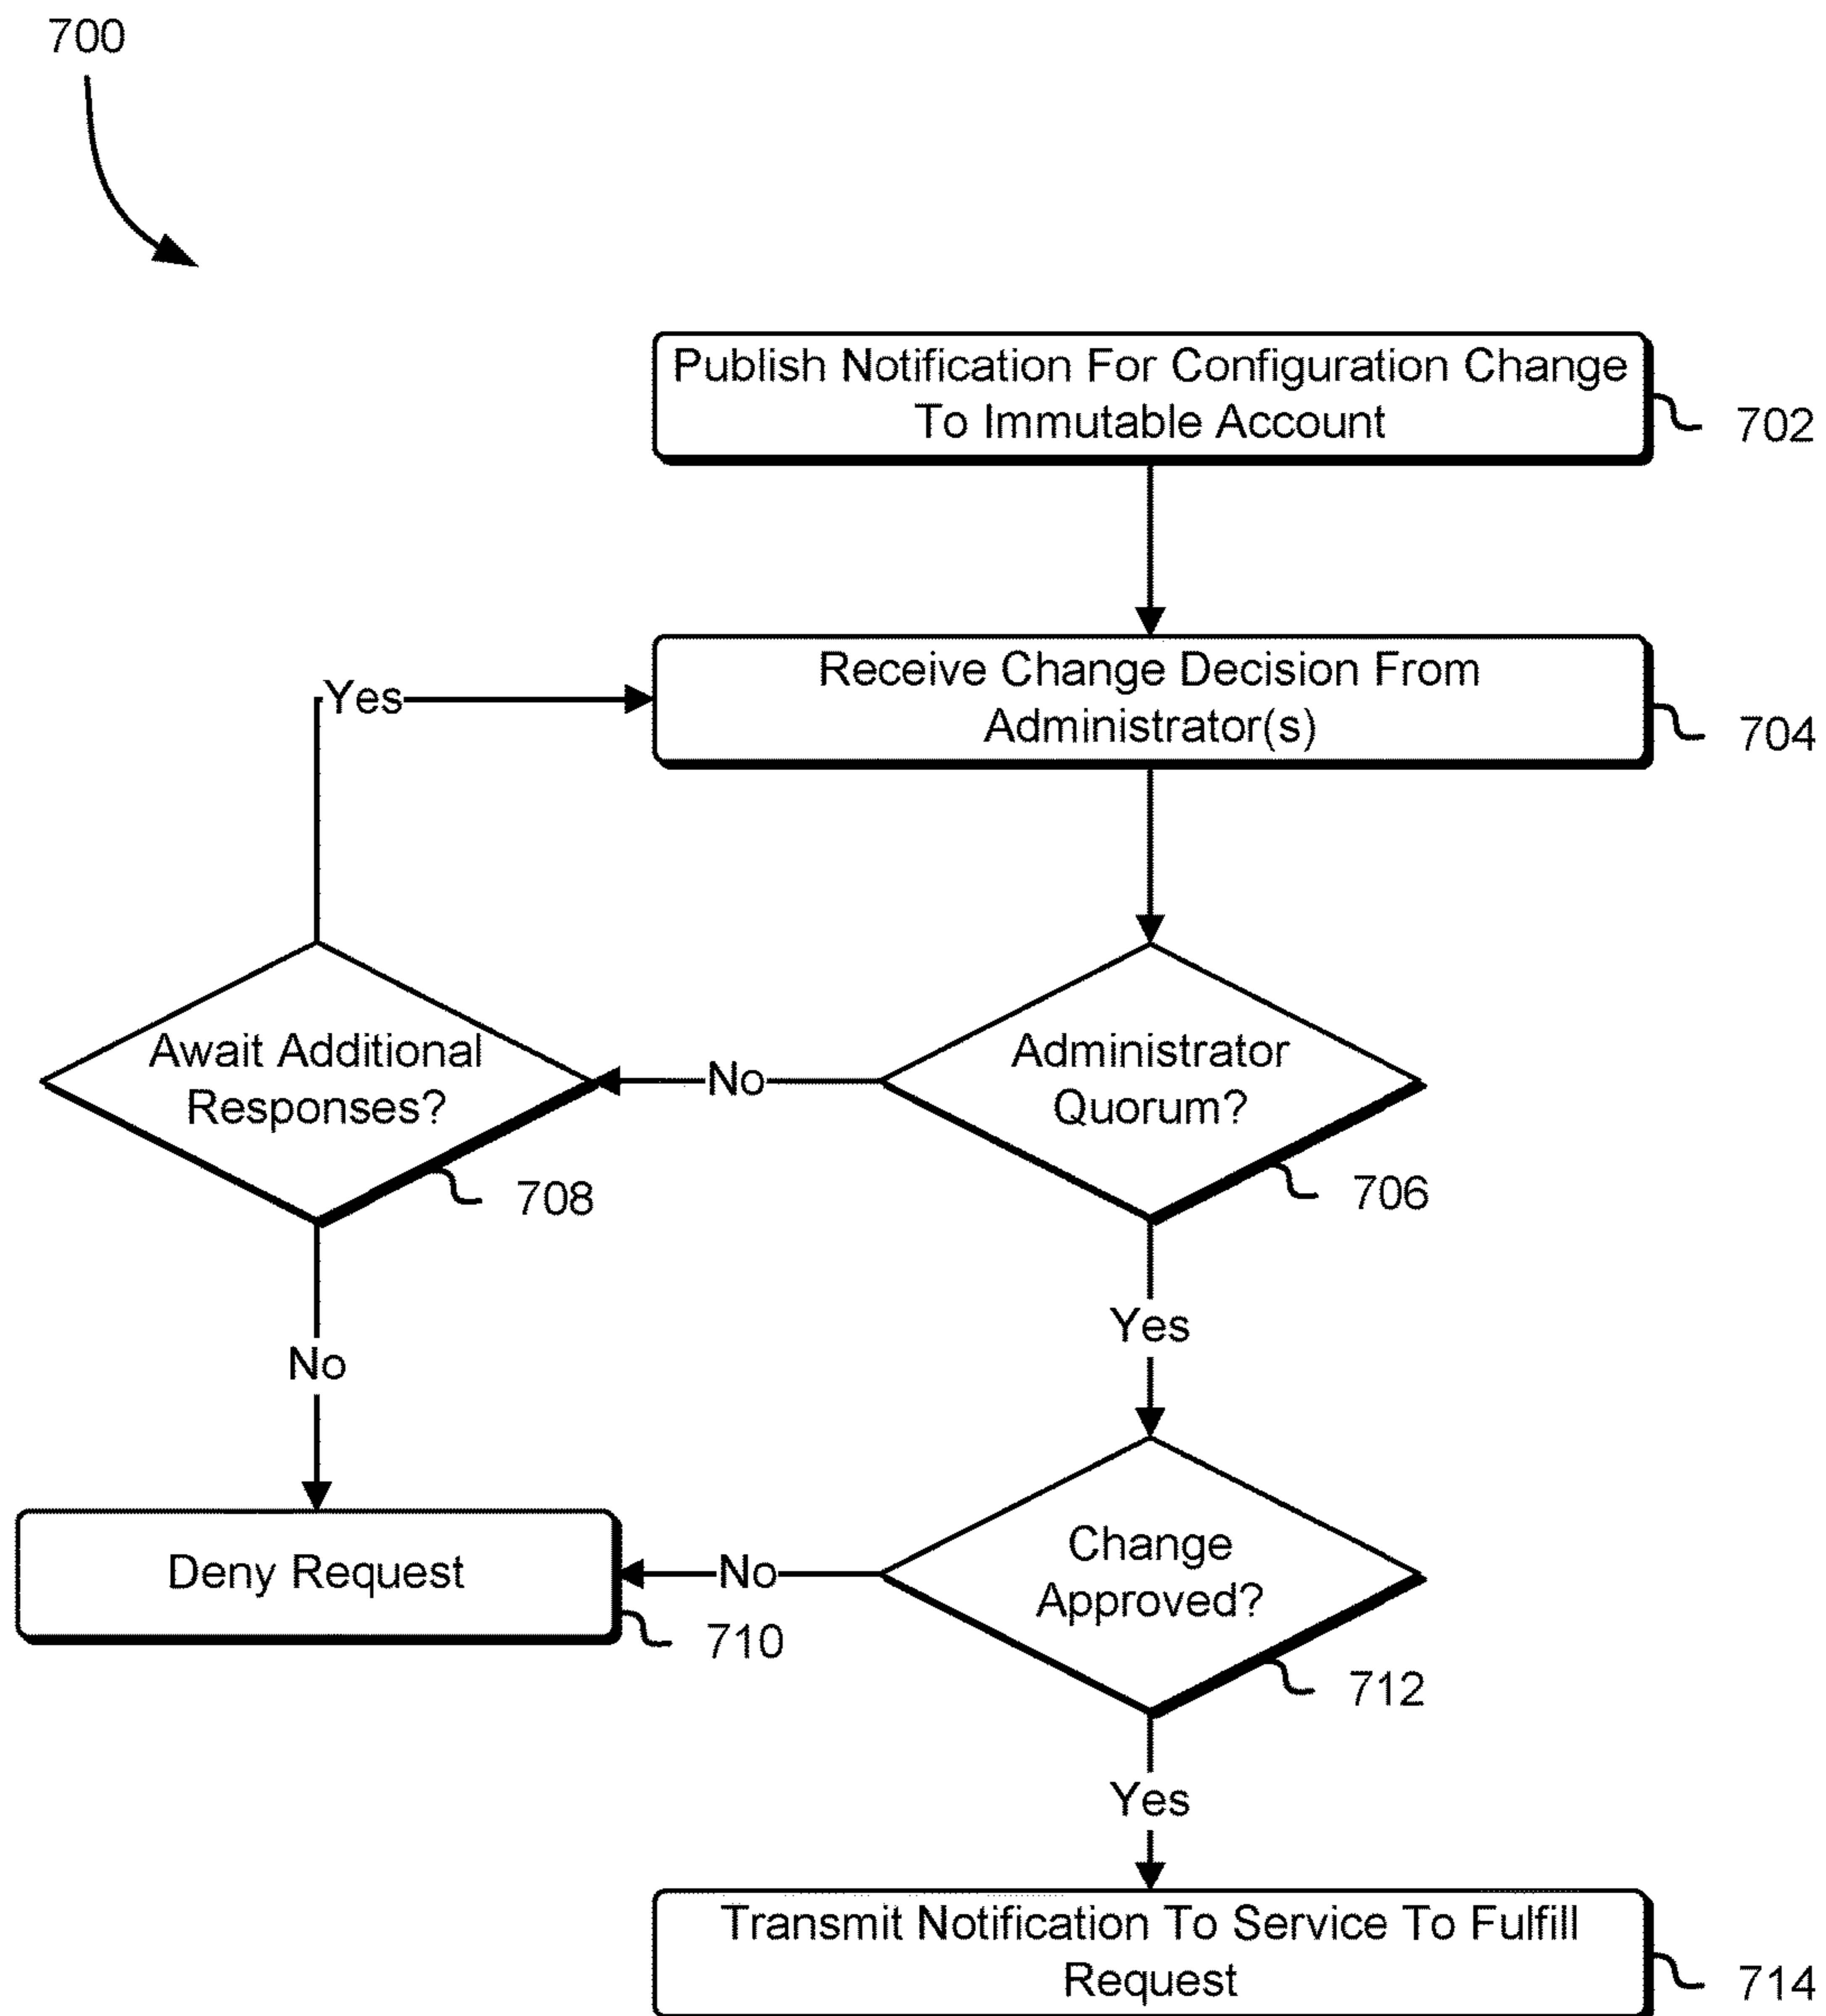 700
Publish Notification For Configuration Change
To Immutable Account
702
Receive Change Decision From
Administrator(s)
704
Yes
Await Additional
Responses?
708
No
Administrator
Quorum?
706
No
Yes
Deny Request
710
No
Change
Approved?
712
Yes
Transmit Notification To Service To Fulfill
Request
714